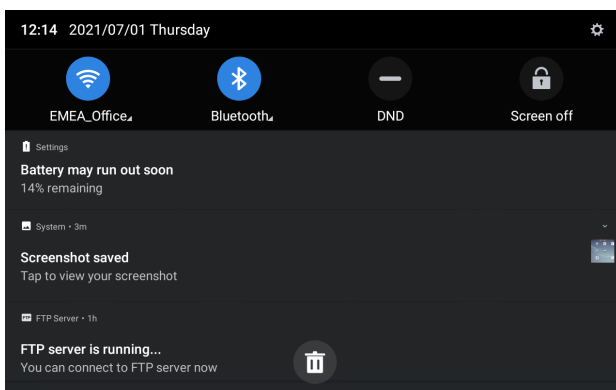 12:14 2021/07/01 Thursday
EMEA_Office Bluetooth DND Screen off
Settings
Battery may run out soon
14% remaining
System • 3m
Screenshot saved
Tap to view your screenshot
FTP FTP Server • 1h
FTP server is running...
You can connect to FTP server now